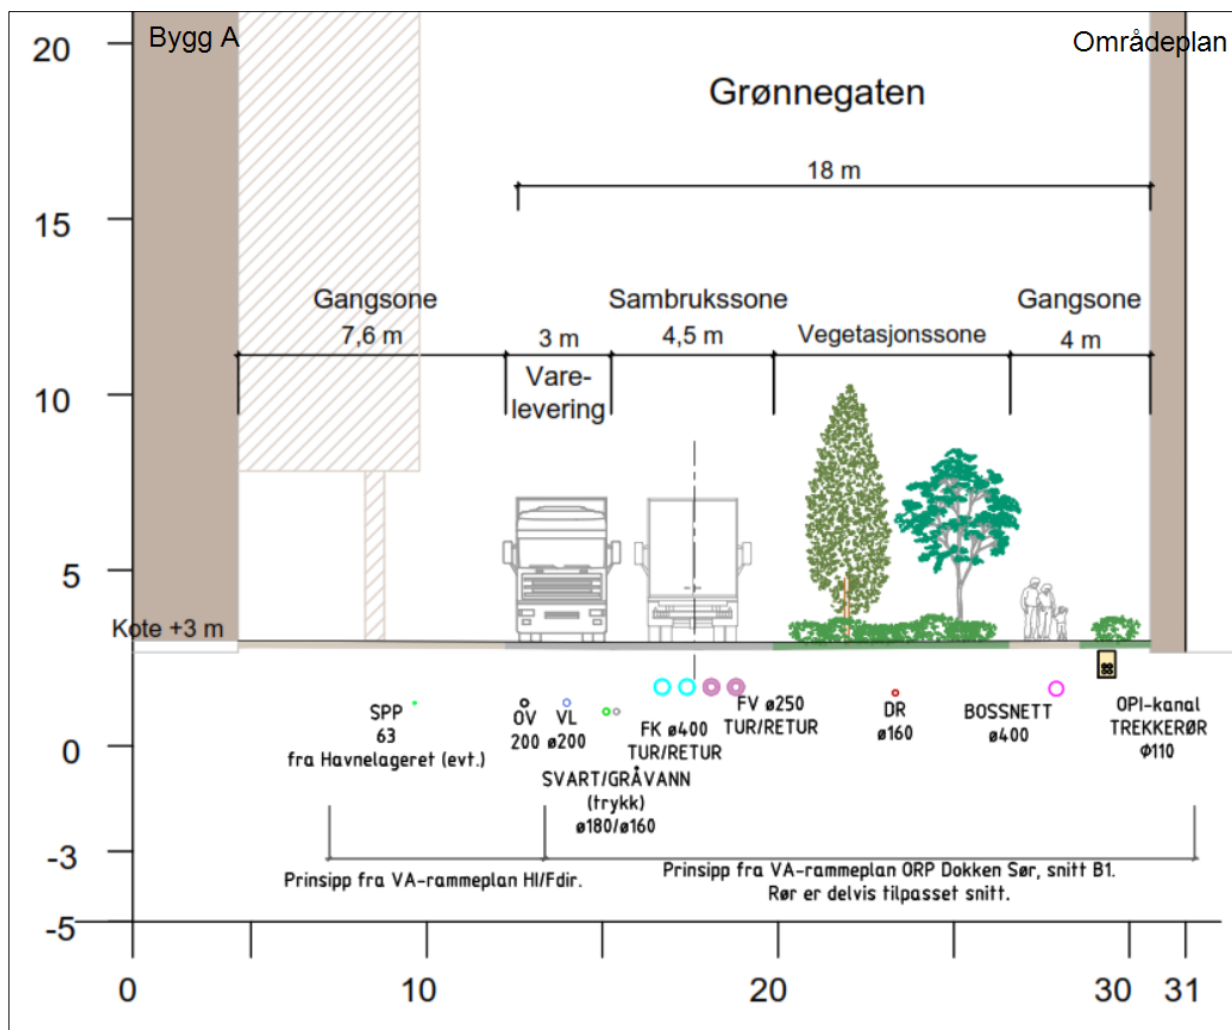 20
Bygg A
Områdeplan
Grønnegaten
18 m
15
Gangsone
7,6 m
3 m
Vare-
levering
Sambrukssone
4,5 m
Vegetasjonssone
Gangsone
4 m
10
5
Kote +3 m
0
SPP
63
fra Havnelageret (evt.)
OV
200
VL
ø200
SVART/GRÅVANN
(trykk)
ø180/ø160
FK ø400
TUR/RETUR
FV ø250
TUR/RETUR
DR
ø160
BOSSNETT
ø400
OPI-kanal
TREKKERØR
Φ110
-3
Prinsipp fra VA-rammeplan HI/Fdir.
Prinsipp fra VA-rammeplan ORP Dokken Sør, snitt B1.
Rør er delvis tilpasset snitt.
-5
0
10
20
30
31